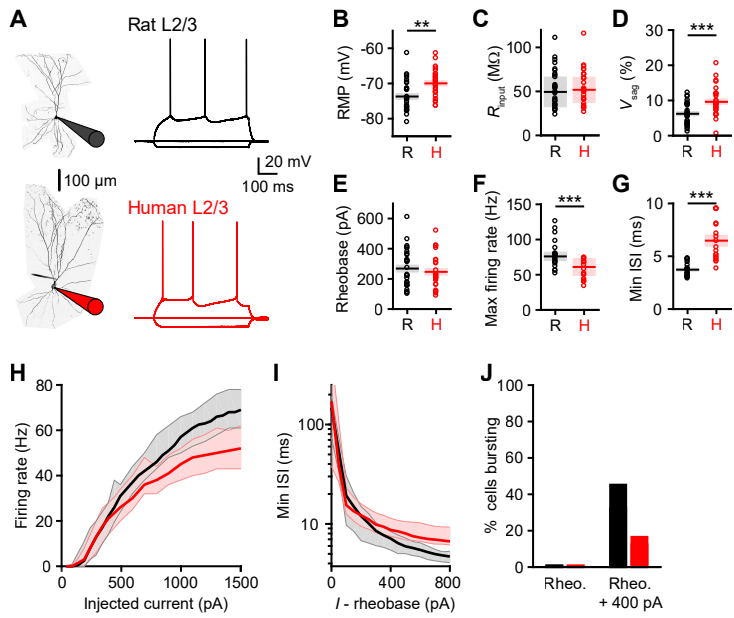 A
Rat L2/3
20 mV
100 ms
100 µm
Human L2/3
B
**
RMP (mV)
-61
-70
-80
R
H
C
R input (MΩ)
100
50
0
R
H
D
***
V sag (%)
30
20
10
0
R
H
E
Rheobase (pA)
600
400
200
0
R
H
F
***
Max firing rate (Hz)
150
100
75
50
0
R
H
G
***
Min ISI (ms)
10
5
0
R
H
H
Firing rate (Hz)
80
60
40
20
0
0
500
1000
1500
Injected current (pA)
I
Min ISI (ms)
100
10
0
400
800
I - rheobase (pA)
J
% cells bursting
100
80
60
40
20
0
Rheo.
Rheo.
+ 400 pA